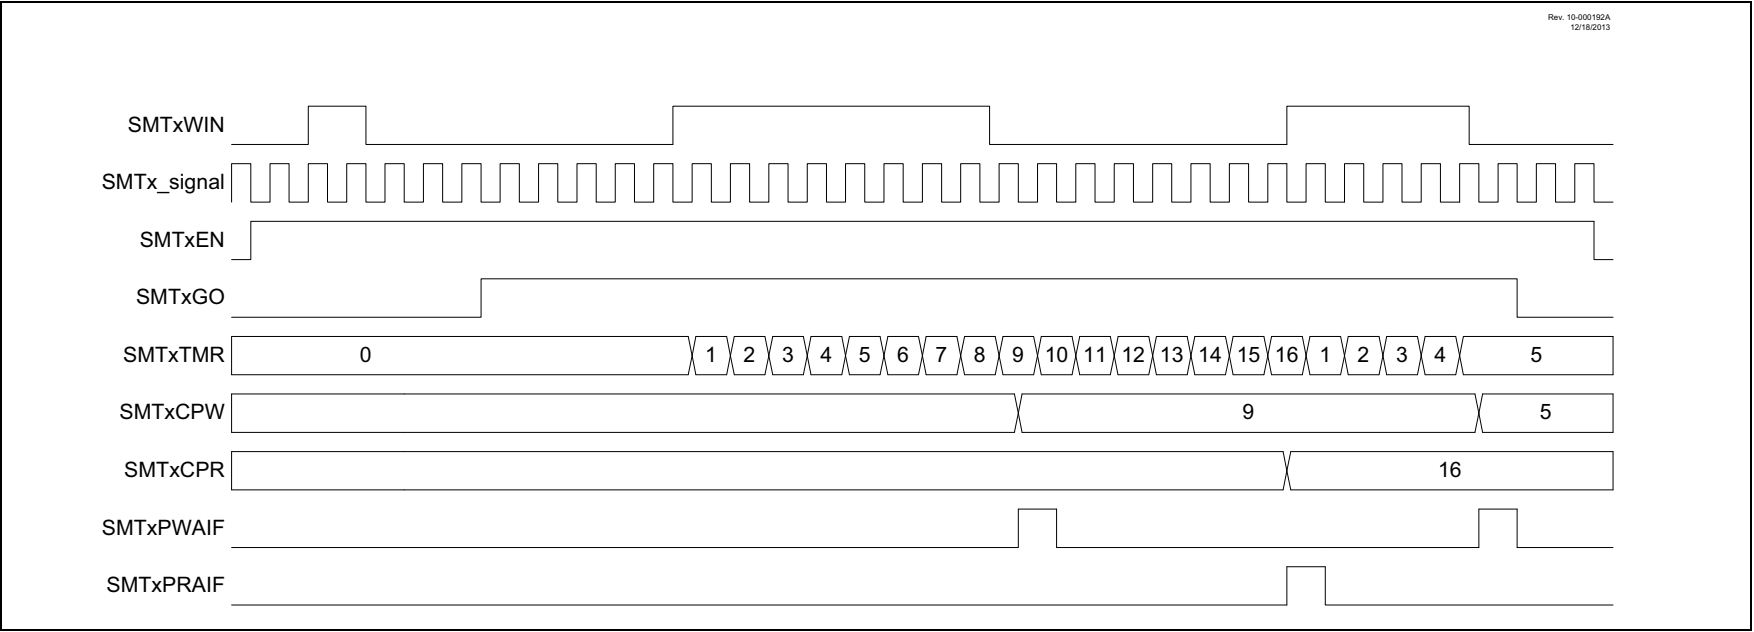 Rev. 10-000192A
12/18/2013
SMTxWIN
SMTx_signal
SMTxEN
SMTxGO
SMTxTMR 0 1 2 3 4 5 6 7 8 9 10 11 12 13 14 15 16 1 2 3 4 5
SMTxCPW 9 5
SMTxCPR 16
SMTxPWAIF
SMTxPRAIF